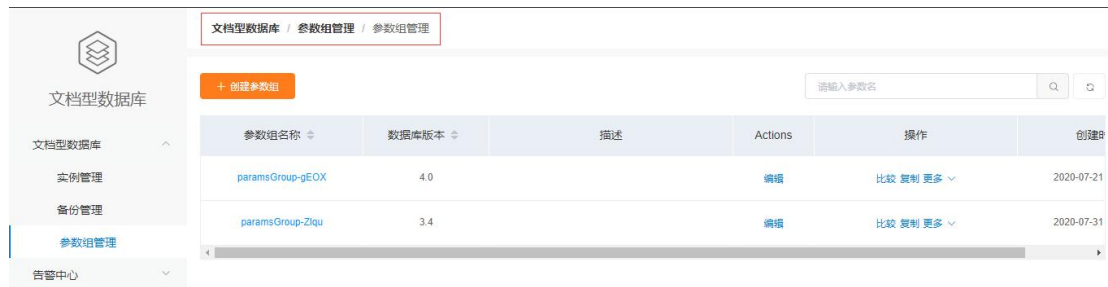 文档型数据库 / 参数组管理 / 参数组管理
文档型数据库
+ 创建参数组
请输入参数名
文档型数据库
实例管理
备份管理
参数组管理
告警中心
参数组名称 数据库版本 描述 Actions 操作 创建时
paramsGroup-gEOX 4.0 编辑 比较 复制 更多 2020-07-21
paramsGroup-Zlqu 3.4 编辑 比较 复制 更多 2020-07-31